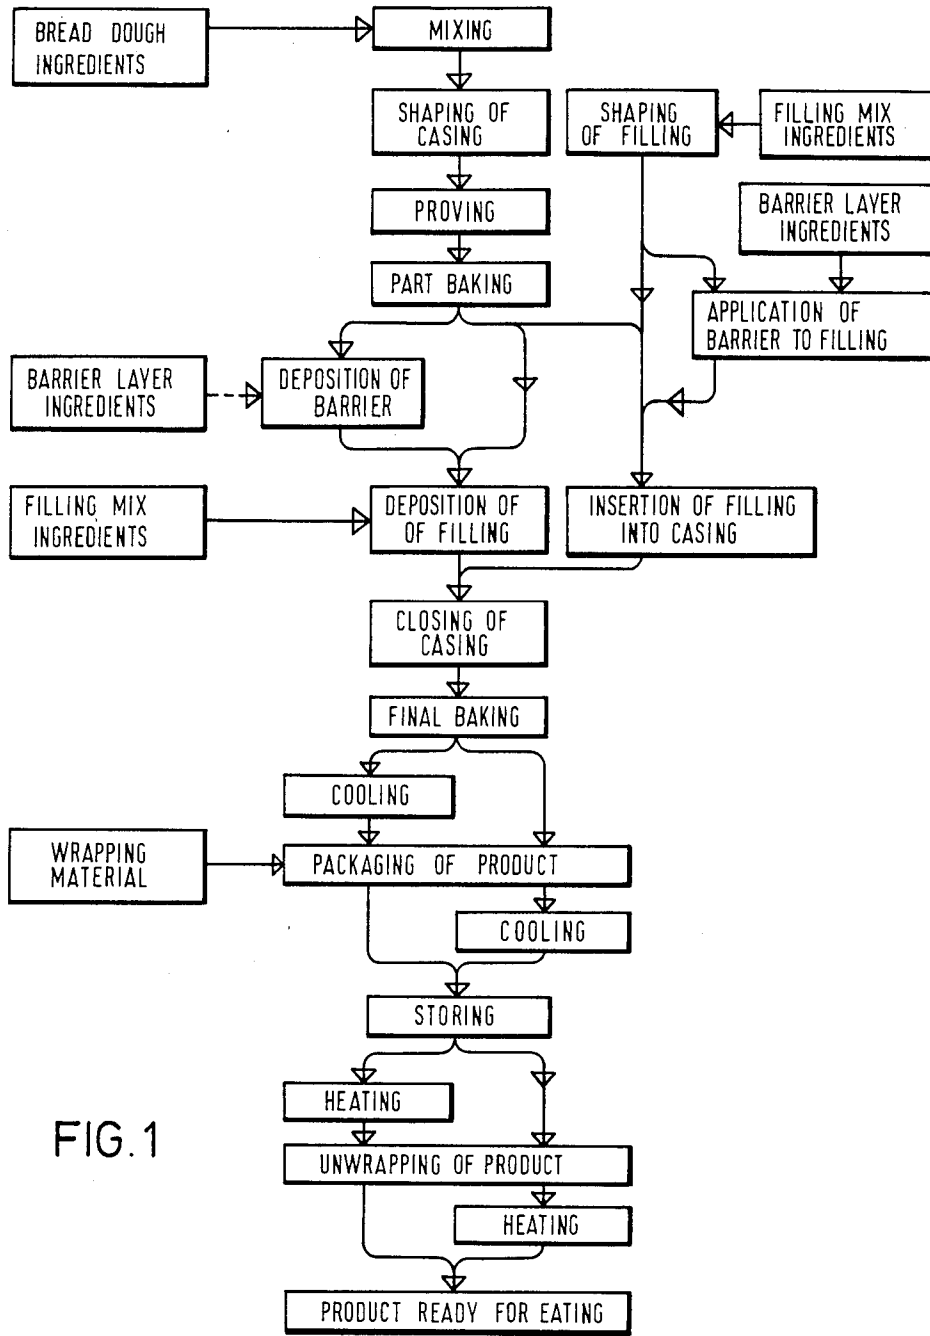 BREAD DOUGH
INGREDIENTS
MIXING
SHAPING OF
CASING
SHAPING
OF FILLING
FILLING MIX
INGREDIENTS
PROVING
BARRIER LAYER
INGREDIENTS
PART BAKING
APPLICATION OF
BARRIER TO FILLING
BARRIER LAYER
INGREDIENTS
DEPOSITION OF
BARRIER
FILLING MIX
INGREDIENTS
DEPOSITION OF
OF FILLING
INSERTION OF FILLING
INTO CASING
CLOSING OF
CASING
FINAL BAKING
COOLING
WRAPPING
MATERIAL
PACKAGING OF PRODUCT
COOLING
STORING
HEATING
FIG. 1
UNWRAPPING OF PRODUCT
HEATING
PRODUCT READY FOR EATING